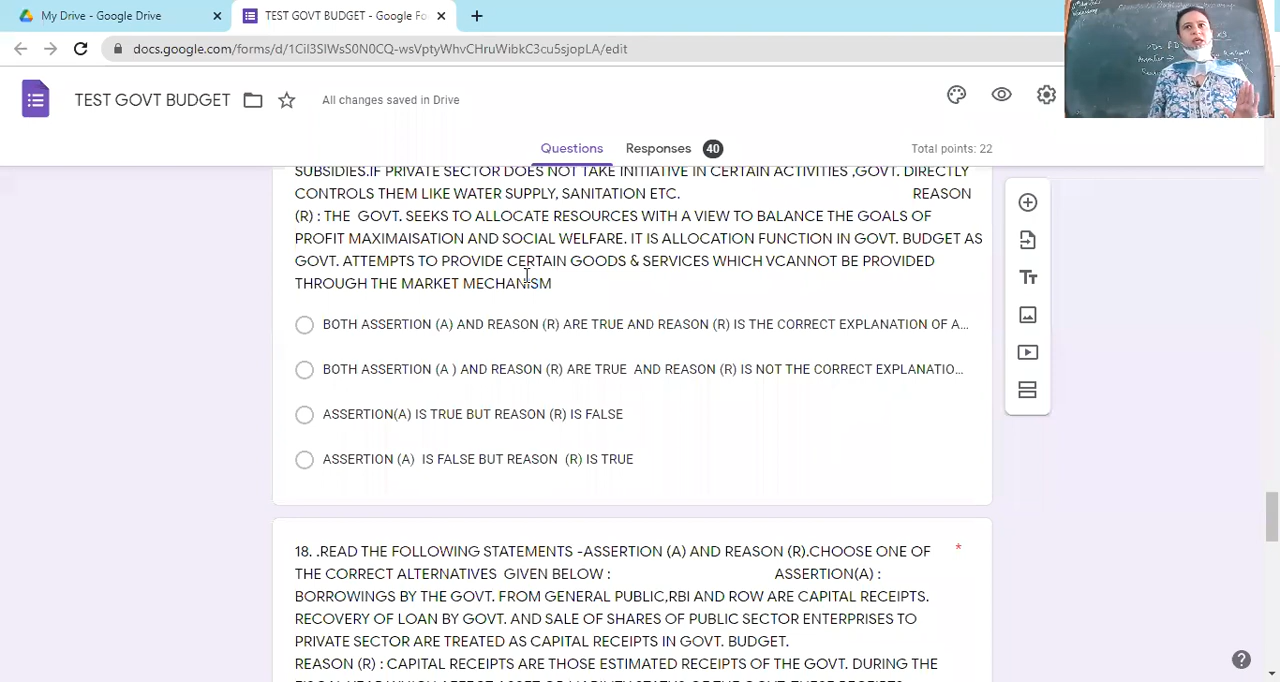 My Drive - Google Drive
TEST GOVT BUDGET - Google Fo
docs.google.com/forms/d/1CiI3SIWsS0N0CQ-wsVptyWhvCHruWibkC3cu5sjopLA/edit
TEST GOVT BUDGET
All changes saved in Drive
Questions
Responses 40
Total points: 22
SUBSIDIES.IF PRIVATE SECTOR DOES NOT TAKE INITIATIVE IN CERTAIN ACTIVITIES ,GOVT. DIRECTLY
CONTROLS THEM LIKE WATER SUPPLY, SANITATION ETC. REASON
(R) : THE GOVT. SEEKS TO ALLOCATE RESOURCES WITH A VIEW TO BALANCE THE GOALS OF
PROFIT MAXIMAISATION AND SOCIAL WELFARE. IT IS ALLOCATION FUNCTION IN GOVT. BUDGET AS
GOVT. ATTEMPTS TO PROVIDE CERTAIN GOODS & SERVICES WHICH VCANNOT BE PROVIDED
THROUGH THE MARKET MECHANISM
BOTH ASSERTION (A) AND REASON (R) ARE TRUE AND REASON (R) IS THE CORRECT EXPLANATION OF A...
BOTH ASSERTION (A ) AND REASON (R) ARE TRUE AND REASON (R) IS NOT THE CORRECT EXPLANATIO...
ASSERTION(A) IS TRUE BUT REASON (R) IS FALSE
ASSERTION (A) IS FALSE BUT REASON (R) IS TRUE
18. .READ THE FOLLOWING STATEMENTS -ASSERTION (A) AND REASON (R).CHOOSE ONE OF *
THE CORRECT ALTERNATIVES GIVEN BELOW : ASSERTION(A) :
BORROWINGS BY THE GOVT. FROM GENERAL PUBLIC,RBI AND ROW ARE CAPITAL RECEIPTS.
RECOVERY OF LOAN BY GOVT. AND SALE OF SHARES OF PUBLIC SECTOR ENTERPRISES TO
PRIVATE SECTOR ARE TREATED AS CAPITAL RECEIPTS IN GOVT. BUDGET.
REASON (R) : CAPITAL RECEIPTS ARE THOSE ESTIMATED RECEIPTS OF THE GOVT. DURING THE